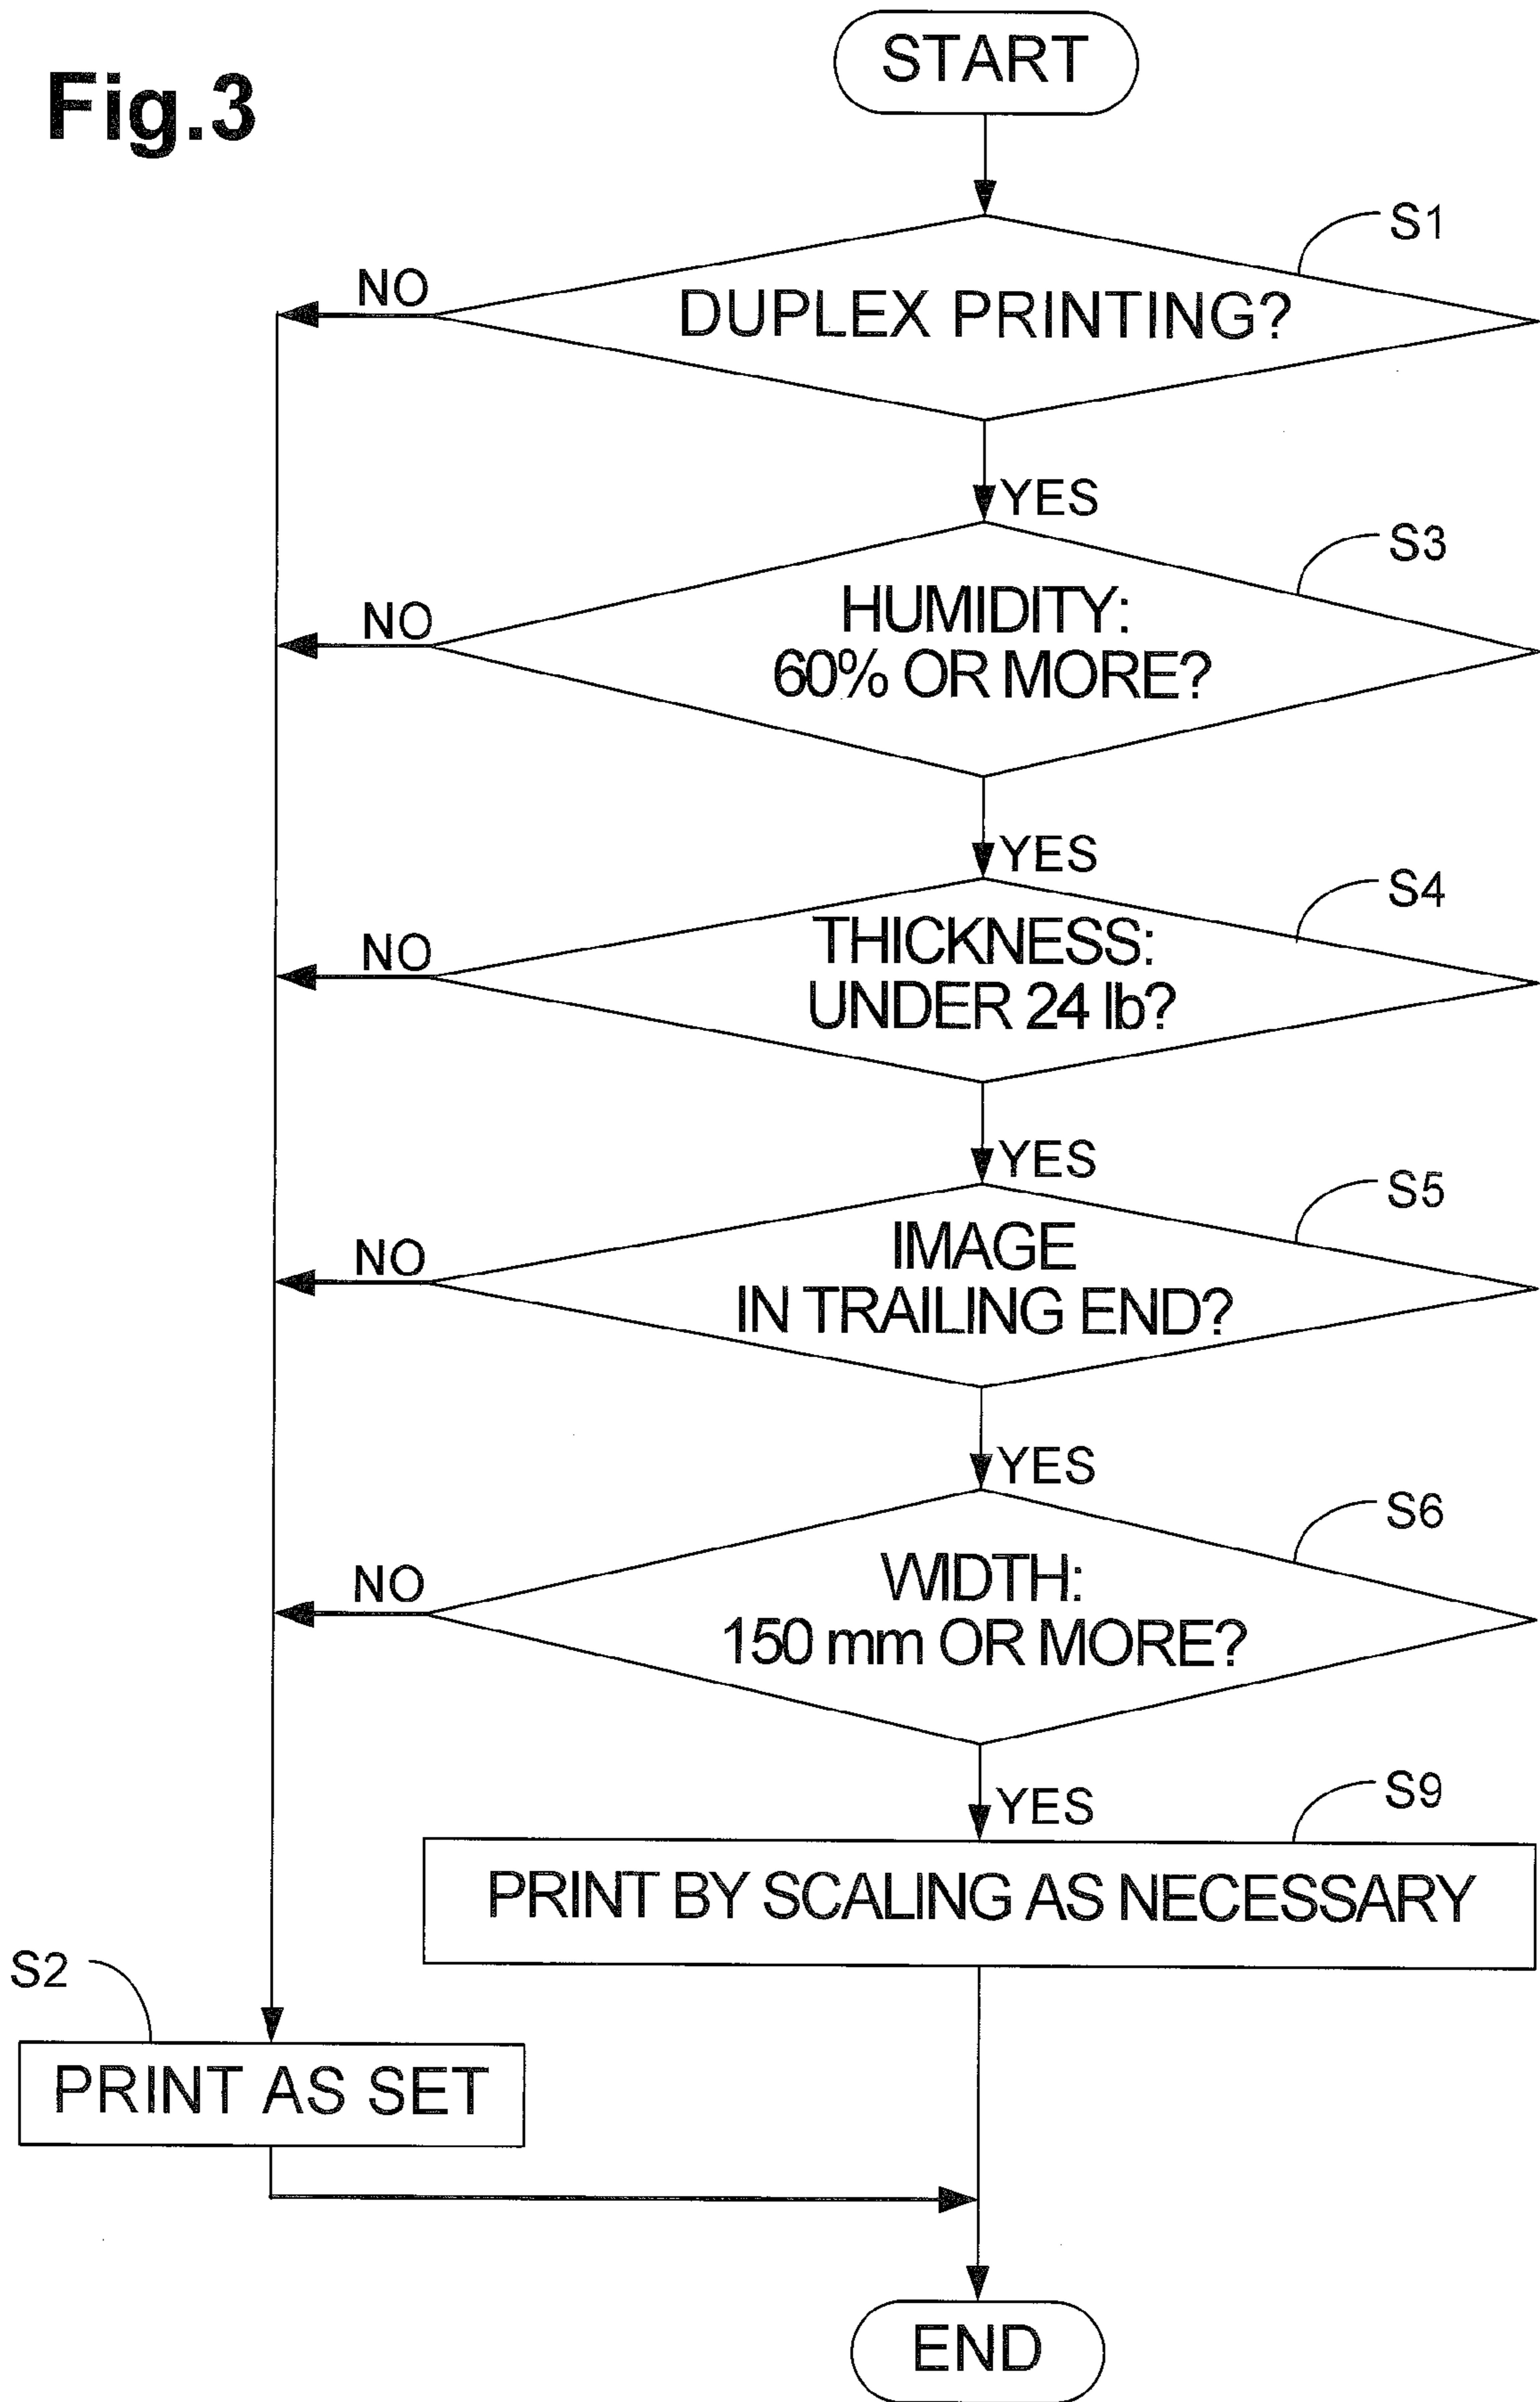 Fig.3
START
S1
NO
DUPLEX PRINTING?
YES
S3
NO
HUMIDITY:
60% OR MORE?
YES
S4
NO
THICKNESS:
UNDER 24 lb?
YES
S5
NO
IMAGE
IN TRAILING END?
YES
S6
NO
WIDTH:
150 mm OR MORE?
YES
S9
PRINT BY SCALING AS NECESSARY
S2
PRINT AS SET
END